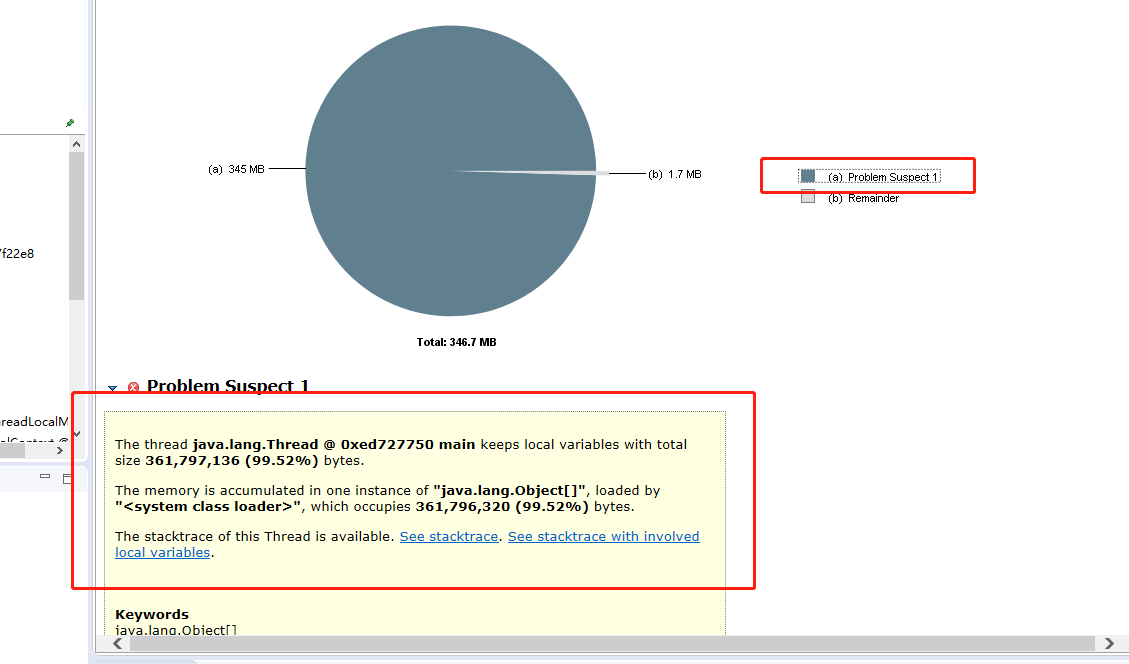 (a) 345 MB
(b) 1.7 MB
(a) Problem Suspect 1
(b) Remainder
7f22e8
Total: 346.7 MB
Problem Suspect 1
readLocalM
The thread java.lang.Thread @ 0xed727750 main keeps local variables with total
size 361,797,136 (99.52%) bytes.
The memory is accumulated in one instance of "java.lang.Object[]", loaded by
"<system class loader>", which occupies 361,796,320 (99.52%) bytes.
The stacktrace of this Thread is available. See stacktrace. See stacktrace with involved
local variables.
Keywords
java.lang.Object[]